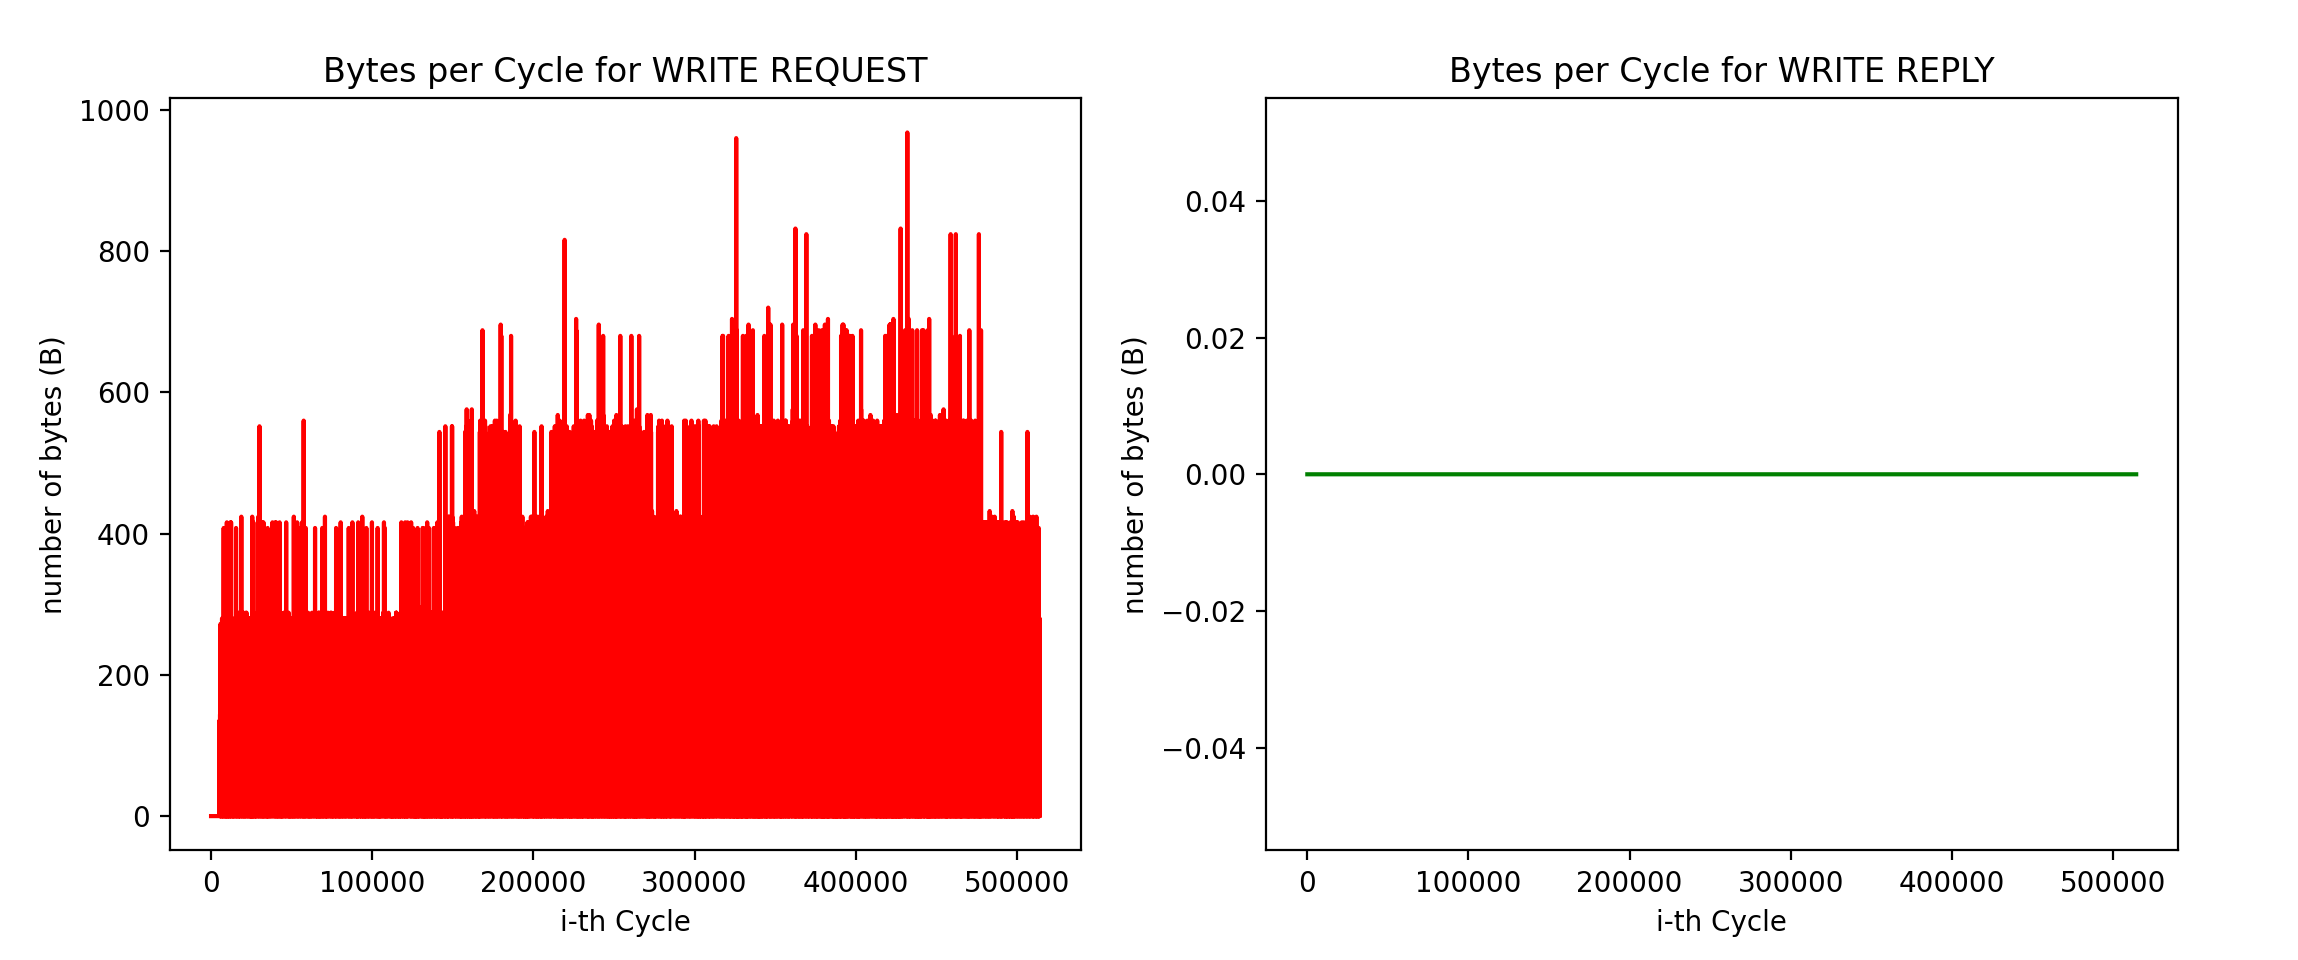 Bytes per Cycle for WRITE REQUEST
1000
800
600
400
200
0
number of bytes (B)
0 100000 200000 300000 400000 500000
i-th Cycle
Bytes per Cycle for WRITE REPLY
0.04
0.02
0.00
−0.02
−0.04
number of bytes (B)
0 100000 200000 300000 400000 500000
i-th Cycle